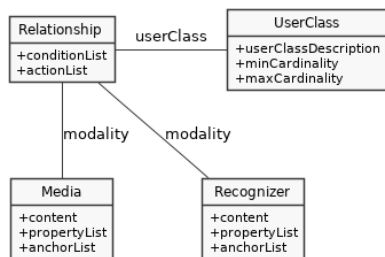 Relationship
+conditionList
+actionList
userClass
UserClass
+userClassDescription
+minCardinality
+maxCardinality
modality
modality
Media
+content
+propertyList
+anchorList
Recognizer
+content
+propertyList
+anchorList